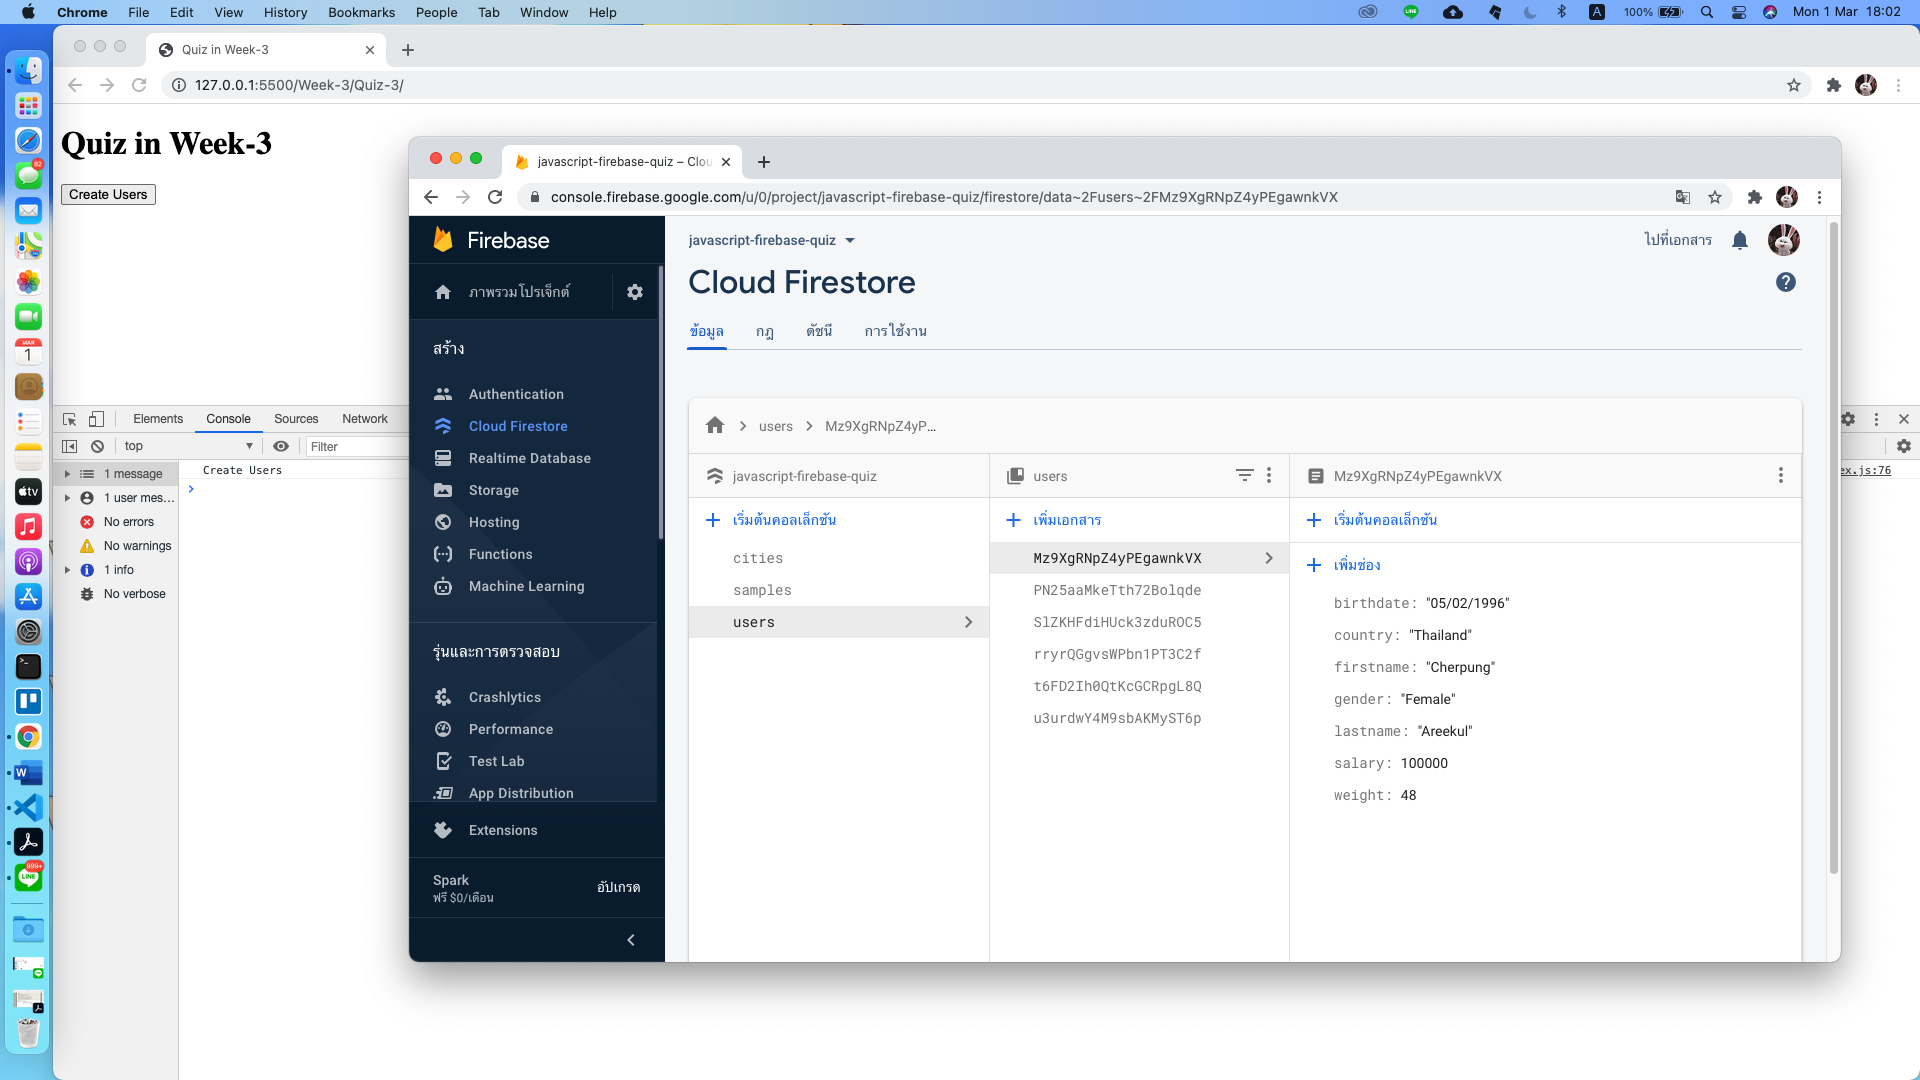 Chrome File Edit View History Bookmarks People Tab Window Help
A 100% Mon 1 Mar 18:02
Quiz in Week-3
127.0.0.1:5500/Week-3/Quiz-3/
Quiz in Week-3
Create Users
Elements Console Sources Network
top Filter
1 message
1 user mes...
No errors
No warnings
1 info
No verbose
Create Users
ex.js:76
82
MAR
1
tv
999+
LINE
javascript-firebase-quiz – Clou
console.firebase.google.com/u/0/project/javascript-firebase-quiz/firestore/data~2Fusers~2FMz9XgRNpZ4yPEgawnkVX
Firebase
ภาพรวมโปรเจ็กต์
สร้าง
Authentication
Cloud Firestore
Realtime Database
Storage
Hosting
Functions
Machine Learning
รุ่นและการตรวจสอบ
Crashlytics
Performance
Test Lab
App Distribution
Extensions
Spark
ฟรี $0/เดือน
อัปเกรด
javascript-firebase-quiz
ไปที่เอกสาร
Cloud Firestore
ข้อมูล กฎ ดัชนี การใช้งาน
users Mz9XgRNpZ4yP...
javascript-firebase-quiz
เริ่มต้นคอลเล็กชัน
cities
samples
users
users
เพิ่มเอกสาร
Mz9XgRNpZ4yPEgawnkVX
PN25aaMkeTth72Bolqde
SlZKHFdiHUck3zduROC5
rryrQGgvsWPbn1PT3C2f
t6FD2Ih0QtKcGCRpgL8Q
u3urdwY4M9sbAKMyST6p
Mz9XgRNpZ4yPEgawnkVX
เริ่มต้นคอลเล็กชัน
เพิ่มช่อง
birthdate: "05/02/1996"
country: "Thailand"
firstname: "Cherpung"
gender: "Female"
lastname: "Areekul"
salary: 100000
weight: 48